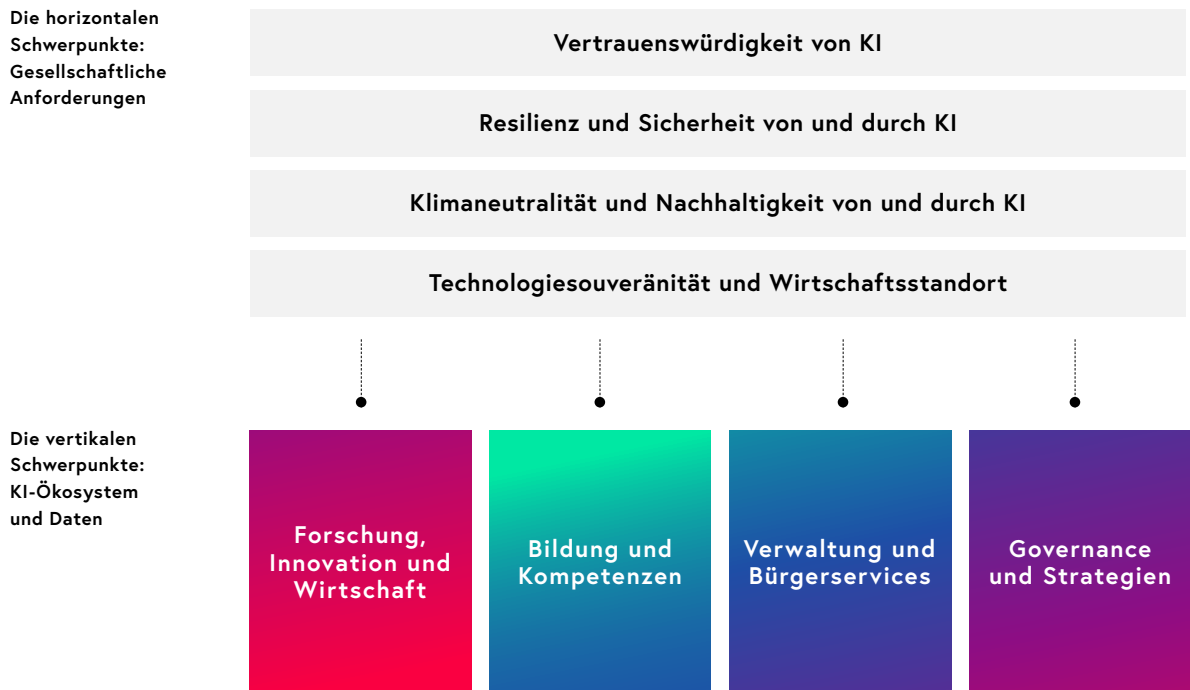 Die horizontalen
Schwerpunkte:
Gesellschaftliche
Anforderungen
Vertrauenswürdigkeit von KI
Resilienz und Sicherheit von und durch KI
Klimaneutralität und Nachhaltigkeit von und durch KI
Technologiesouveränität und Wirtschaftsstandort
Die vertikalen
Schwerpunkte:
KI-Ökosystem
und Daten
Forschung,
Innovation und
Wirtschaft
Bildung und
Kompetenzen
Verwaltung und
Bürgerservices
Governance
und Strategien